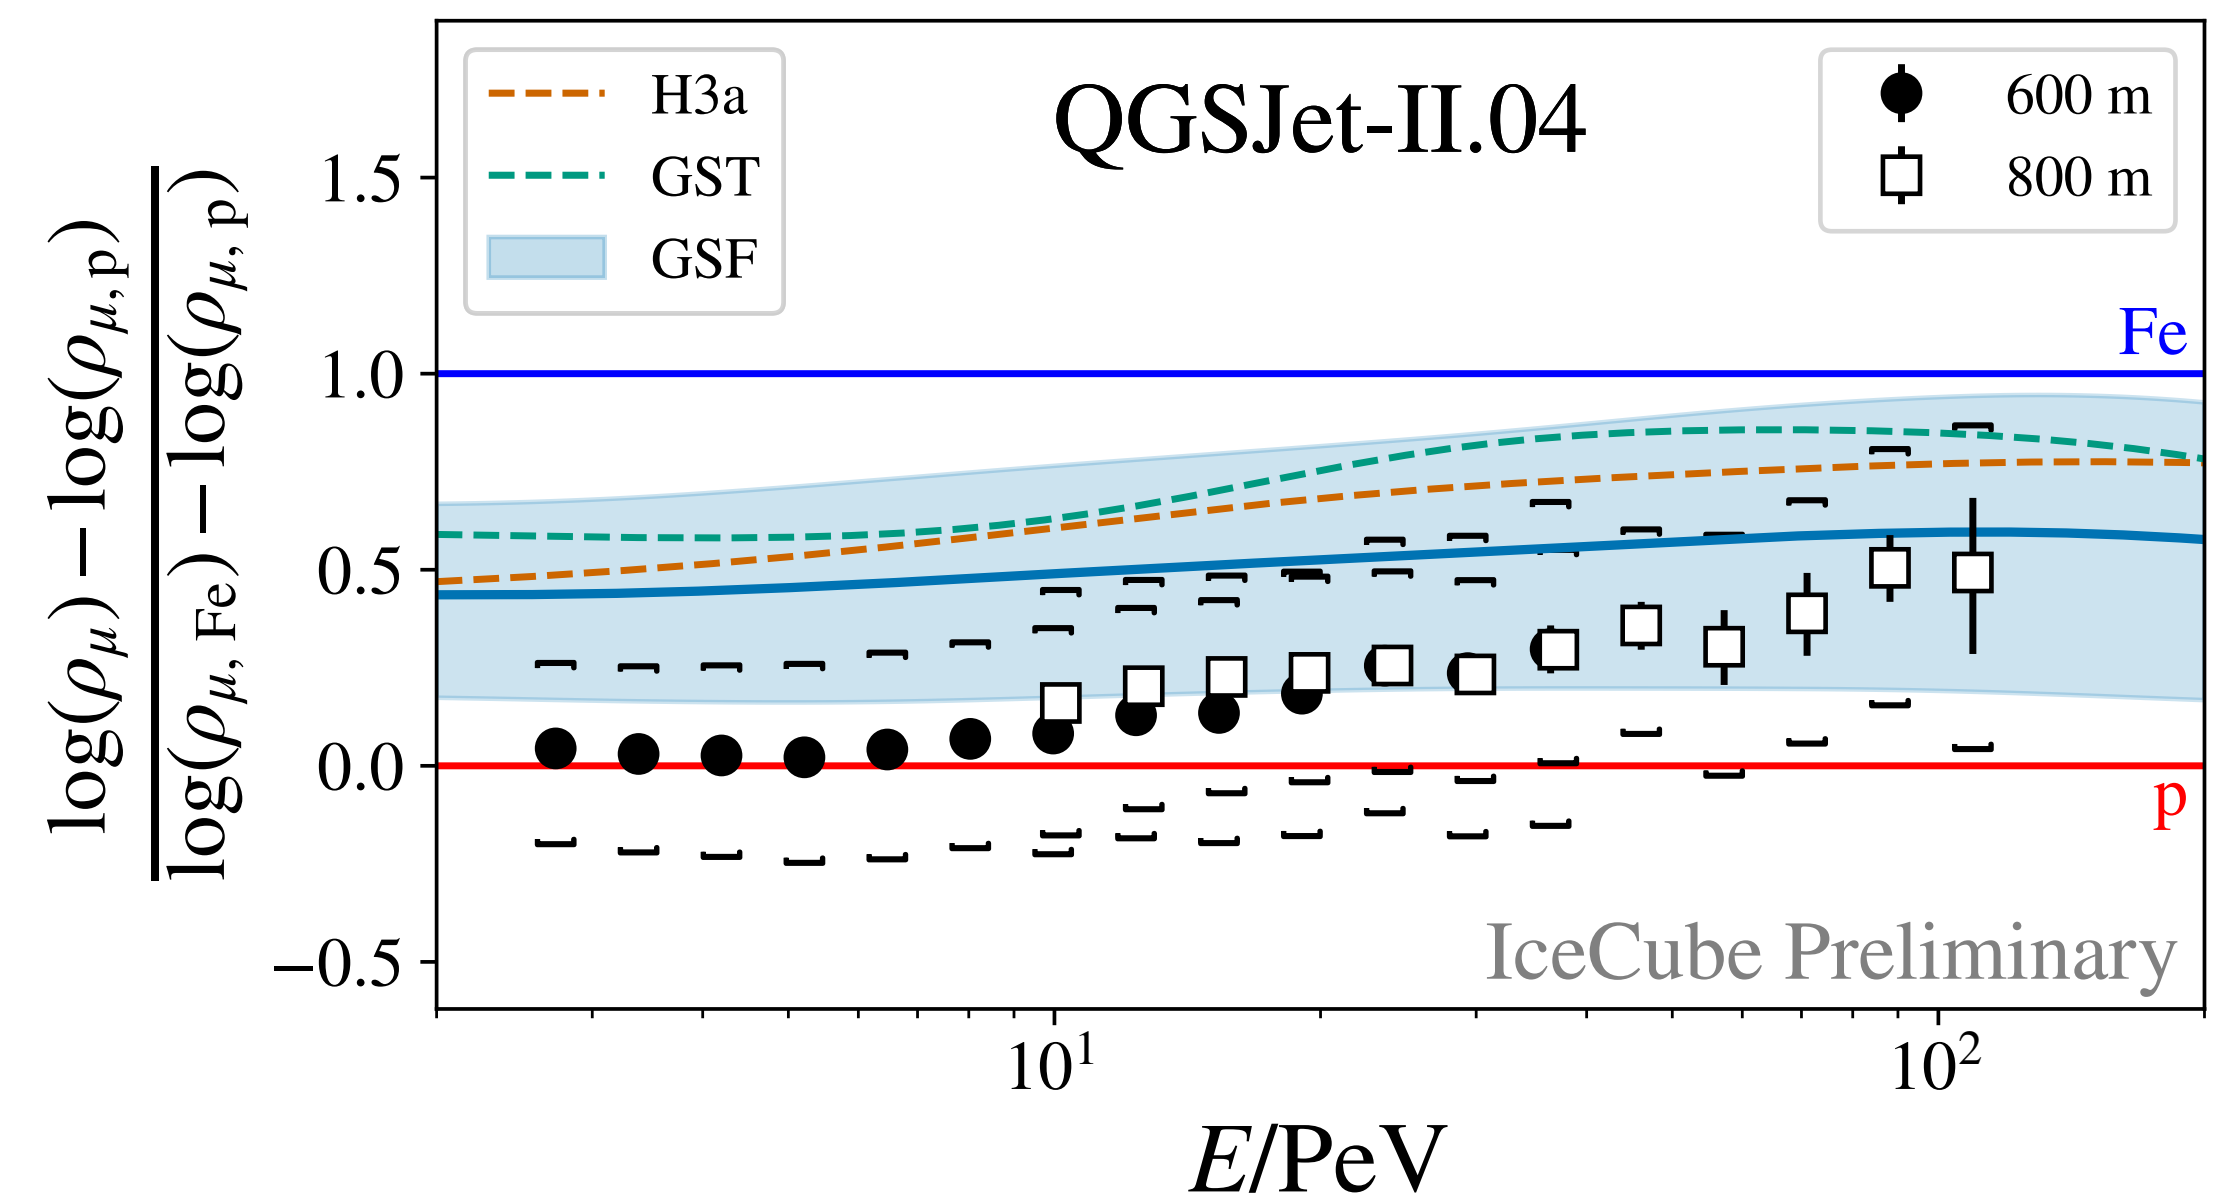 H3a
GST
GSF
QGSJet-II.04
600 m
800 m
log(ρμ) − log(ρμ, p)
log(ρμ, Fe) − log(ρμ, p)
1.5
1.0
0.5
0.0
−0.5
Fe
p
IceCube Preliminary
10¹
10²
E/PeV